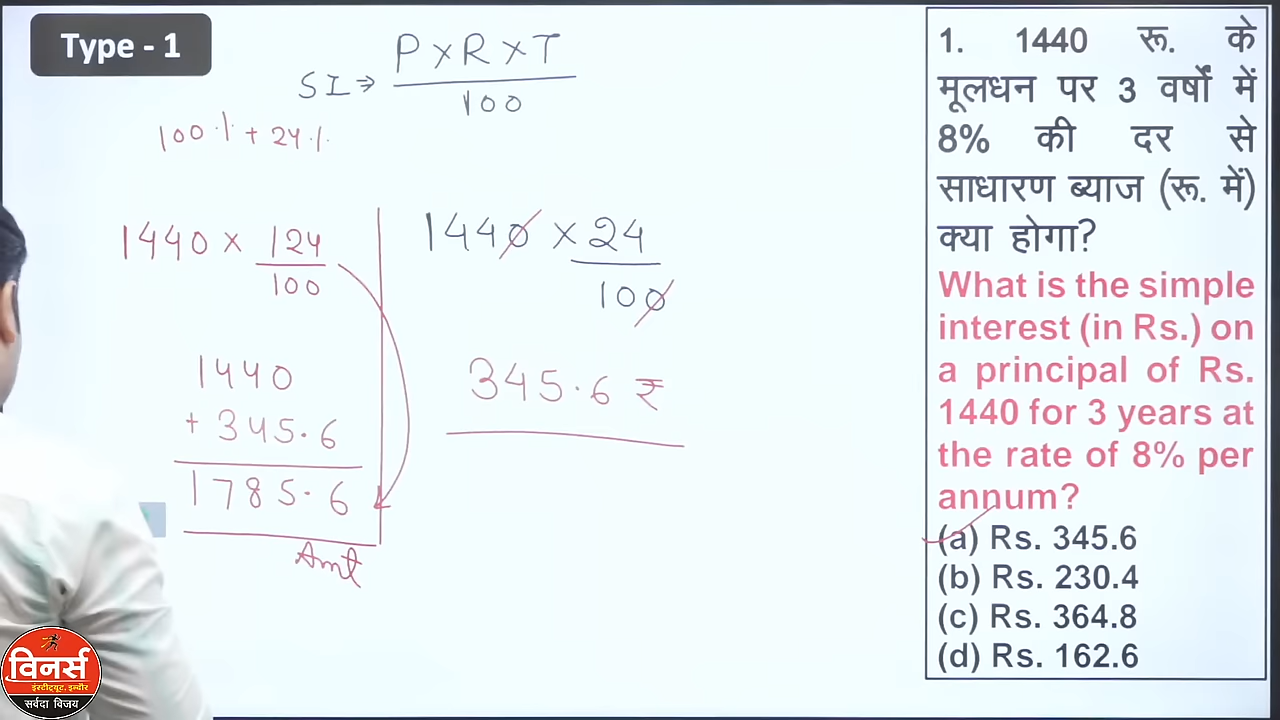 Type - 1
SI ⇒ P × R × T
100
100% + 24%
1440 × 124
100
1440
+ 345.6
1785.6
Amt
1440 × 24
100
345.6 ₹
1. 1440 रू. के
मूलधन पर 3 वर्षों में
8% की दर से
साधारण ब्याज (रू. में)
क्या होगा?
What is the simple
interest (in Rs.) on
a principal of Rs.
1440 for 3 years at
the rate of 8% per
annum?
(a) Rs. 345.6
(b) Rs. 230.4
(c) Rs. 364.8
(d) Rs. 162.6
विनर्स
इंस्टीट्यूट, इन्दौर
सर्वदा विजय